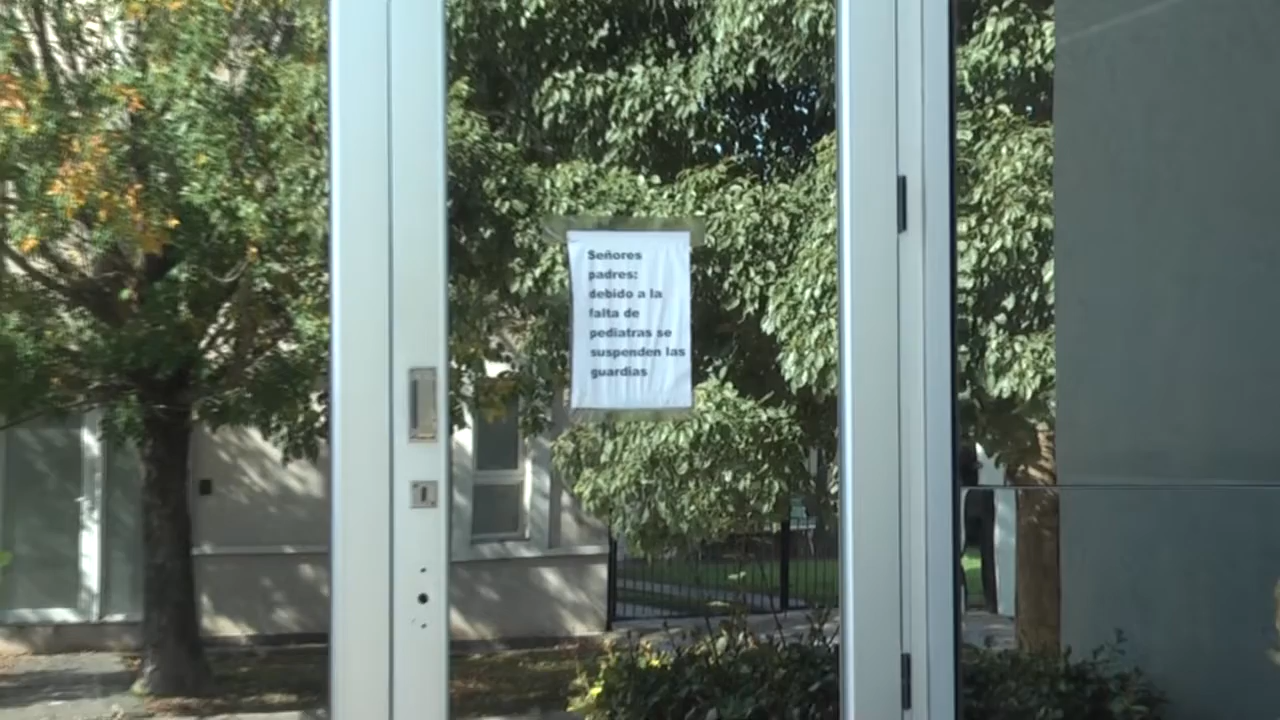 Señores
padres:
debido a la
falta de
pediatras se
suspenden las
guardias